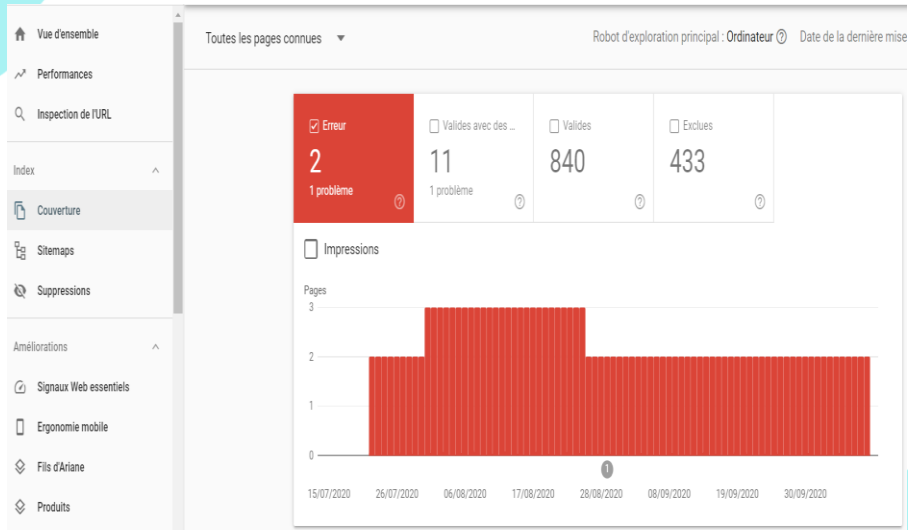 Vue d'ensemble
Performances
Inspection de l'URL
Index
Couverture
Sitemaps
Suppressions
Améliorations
Signaux Web essentiels
Ergonomie mobile
Fils d'Ariane
Produits
Toutes les pages connues
Robot d'exploration principal : Ordinateur ? Date de la dernière mise
Erreur
2
1 problème
?
Valides avec des ...
11
1 problème
?
Valides
840
?
Exclues
433
?
Impressions
Pages
3
2
1
0
1
15/07/2020 26/07/2020 06/08/2020 17/08/2020 28/08/2020 08/09/2020 19/09/2020 30/09/2020